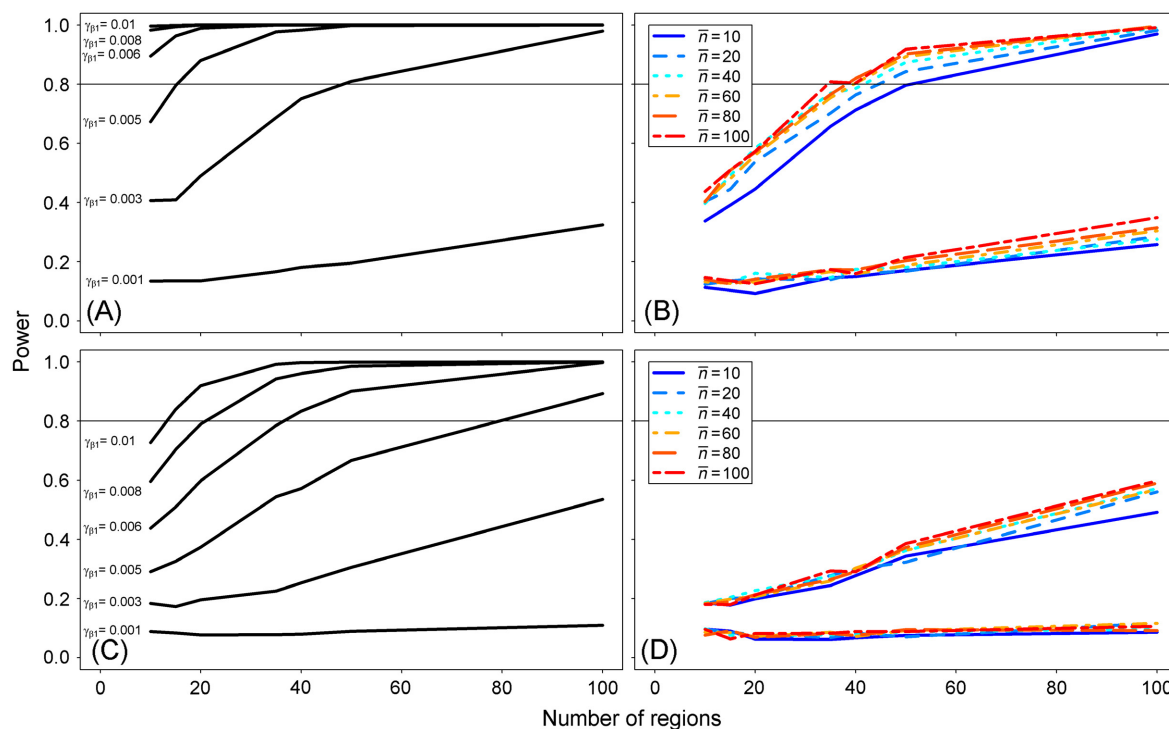 1.0
0.8
0.6
0.4
0.2
0.0
γβ1= 0.01
γβ1= 0.008
γβ1= 0.006
γβ1= 0.005
γβ1= 0.003
γβ1= 0.001
(A)
n̅ = 10
n̅ = 20
n̅ = 40
n̅ = 60
n̅ = 80
n̅ = 100
(B)
Power
1.0
0.8
0.6
0.4
0.2
0.0
γβ1= 0.01
γβ1= 0.008
γβ1= 0.006
γβ1= 0.005
γβ1= 0.003
γβ1= 0.001
(C)
0 20 40 60 80 100
n̅ = 10
n̅ = 20
n̅ = 40
n̅ = 60
n̅ = 80
n̅ = 100
(D)
0 20 40 60 80 100
Number of regions